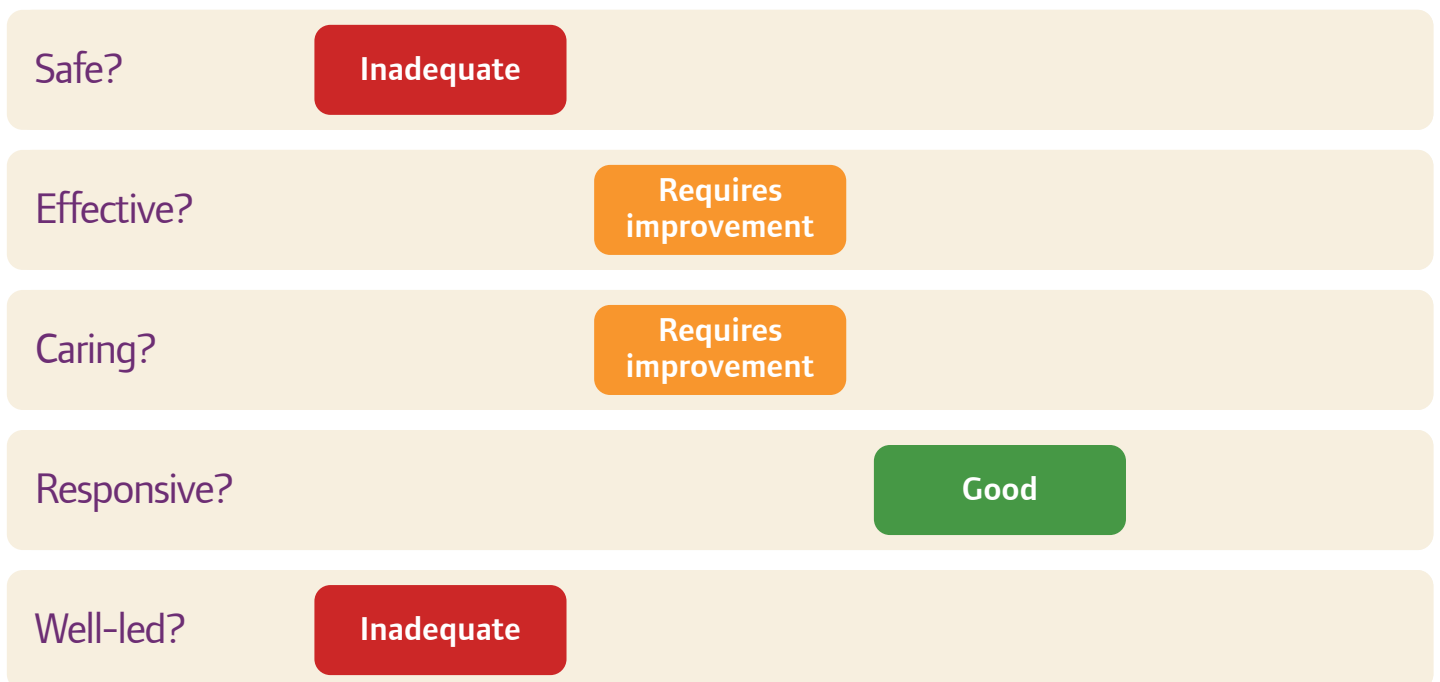 Safe?
Inadequate
Effective?
Requires
improvement
Caring?
Requires
improvement
Responsive?
Good
Well-led?
Inadequate